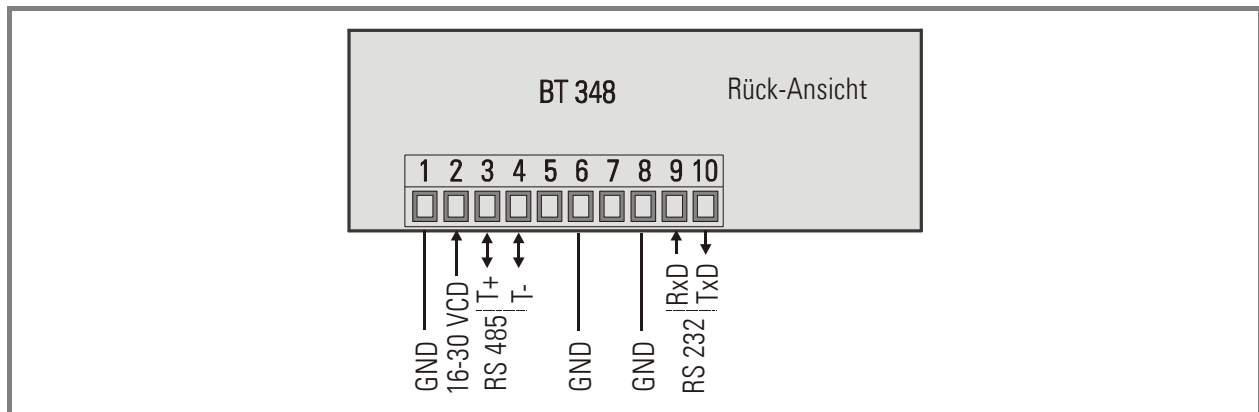 BT 348
Rück-Ansicht
1 2 3 4 5 6 7 8 9 10
GND
16-30 VCD
T+
T-
RS 485
GND
GND
RxD
TxD
RS 232